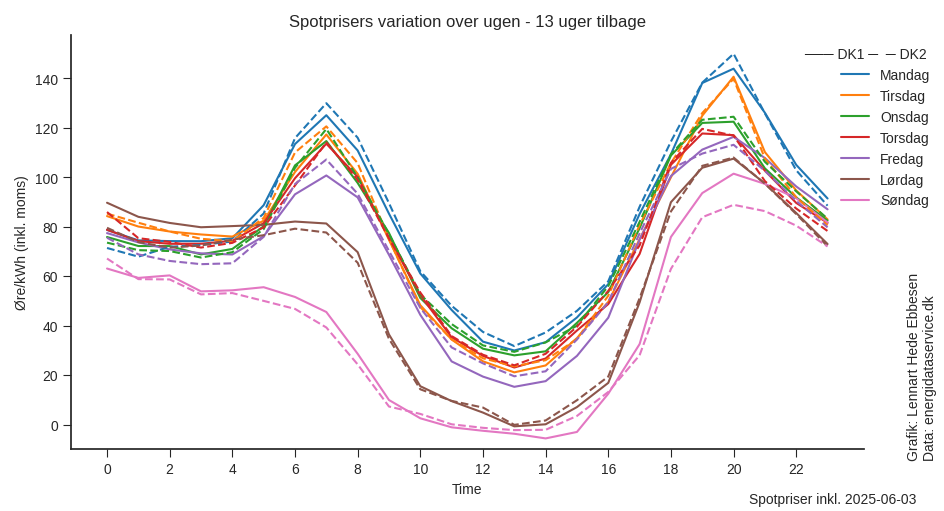 Spotprisers variation over ugen - 13 uger tilbage
DK1 DK2
Mandag
Tirsdag
Onsdag
Torsdag
Fredag
Lørdag
Søndag
Øre/kWh (inkl. moms)
140
120
100
80
60
40
20
0
0 2 4 6 8 10 12 14 16 18 20 22
Time
Grafik: Lennart Hede Ebbesen
Data: energidataservice.dk
Spotpriser inkl. 2025-06-03